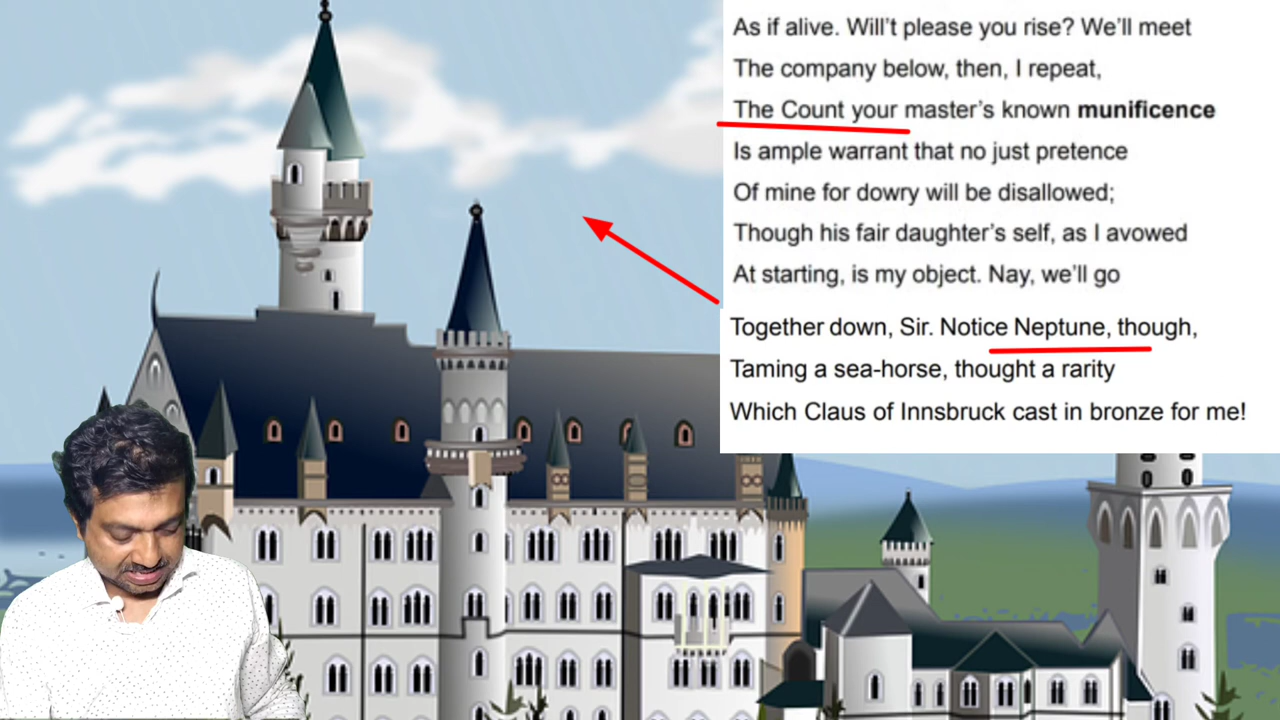 As if alive. Will't please you rise? We'll meet
The company below, then, I repeat,
The Count your master's known munificence
Is ample warrant that no just pretence
Of mine for dowry will be disallowed;
Though his fair daughter's self, as I avowed
At starting, is my object. Nay, we'll go
Together down, Sir. Notice Neptune, though,
Taming a sea-horse, thought a rarity
Which Claus of Innsbruck cast in bronze for me!